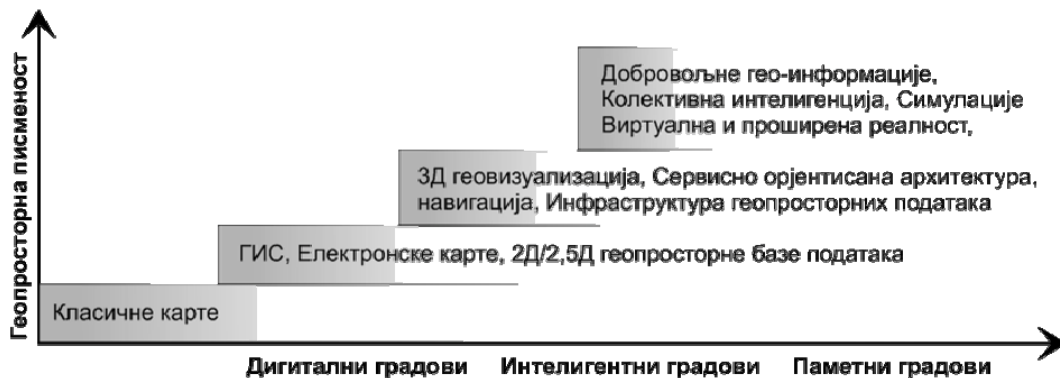 Геопросторна писменост
Добровољне гео-информације,
Колективна интелигенција, Симулације
Виртуална и проширена реалност,
3Д геовизуализација, Сервисно орјентисана архитектура,
навигација, Инфраструктура геопросторних података
ГИС, Електронске карте, 2Д/2,5Д геопросторне базе података
Класичне карте
Дигитални градови Интелигентни градови Паметни градови